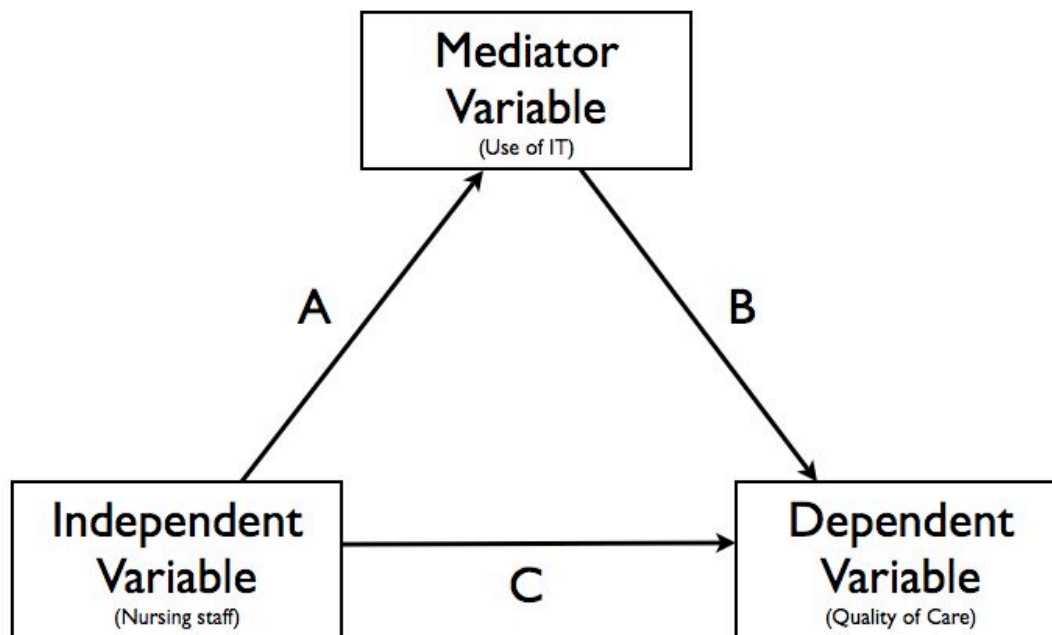 Mediator
Variable
(Use of IT)
A
B
Independent
Variable
(Nursing staff)
C
Dependent
Variable
(Quality of Care)